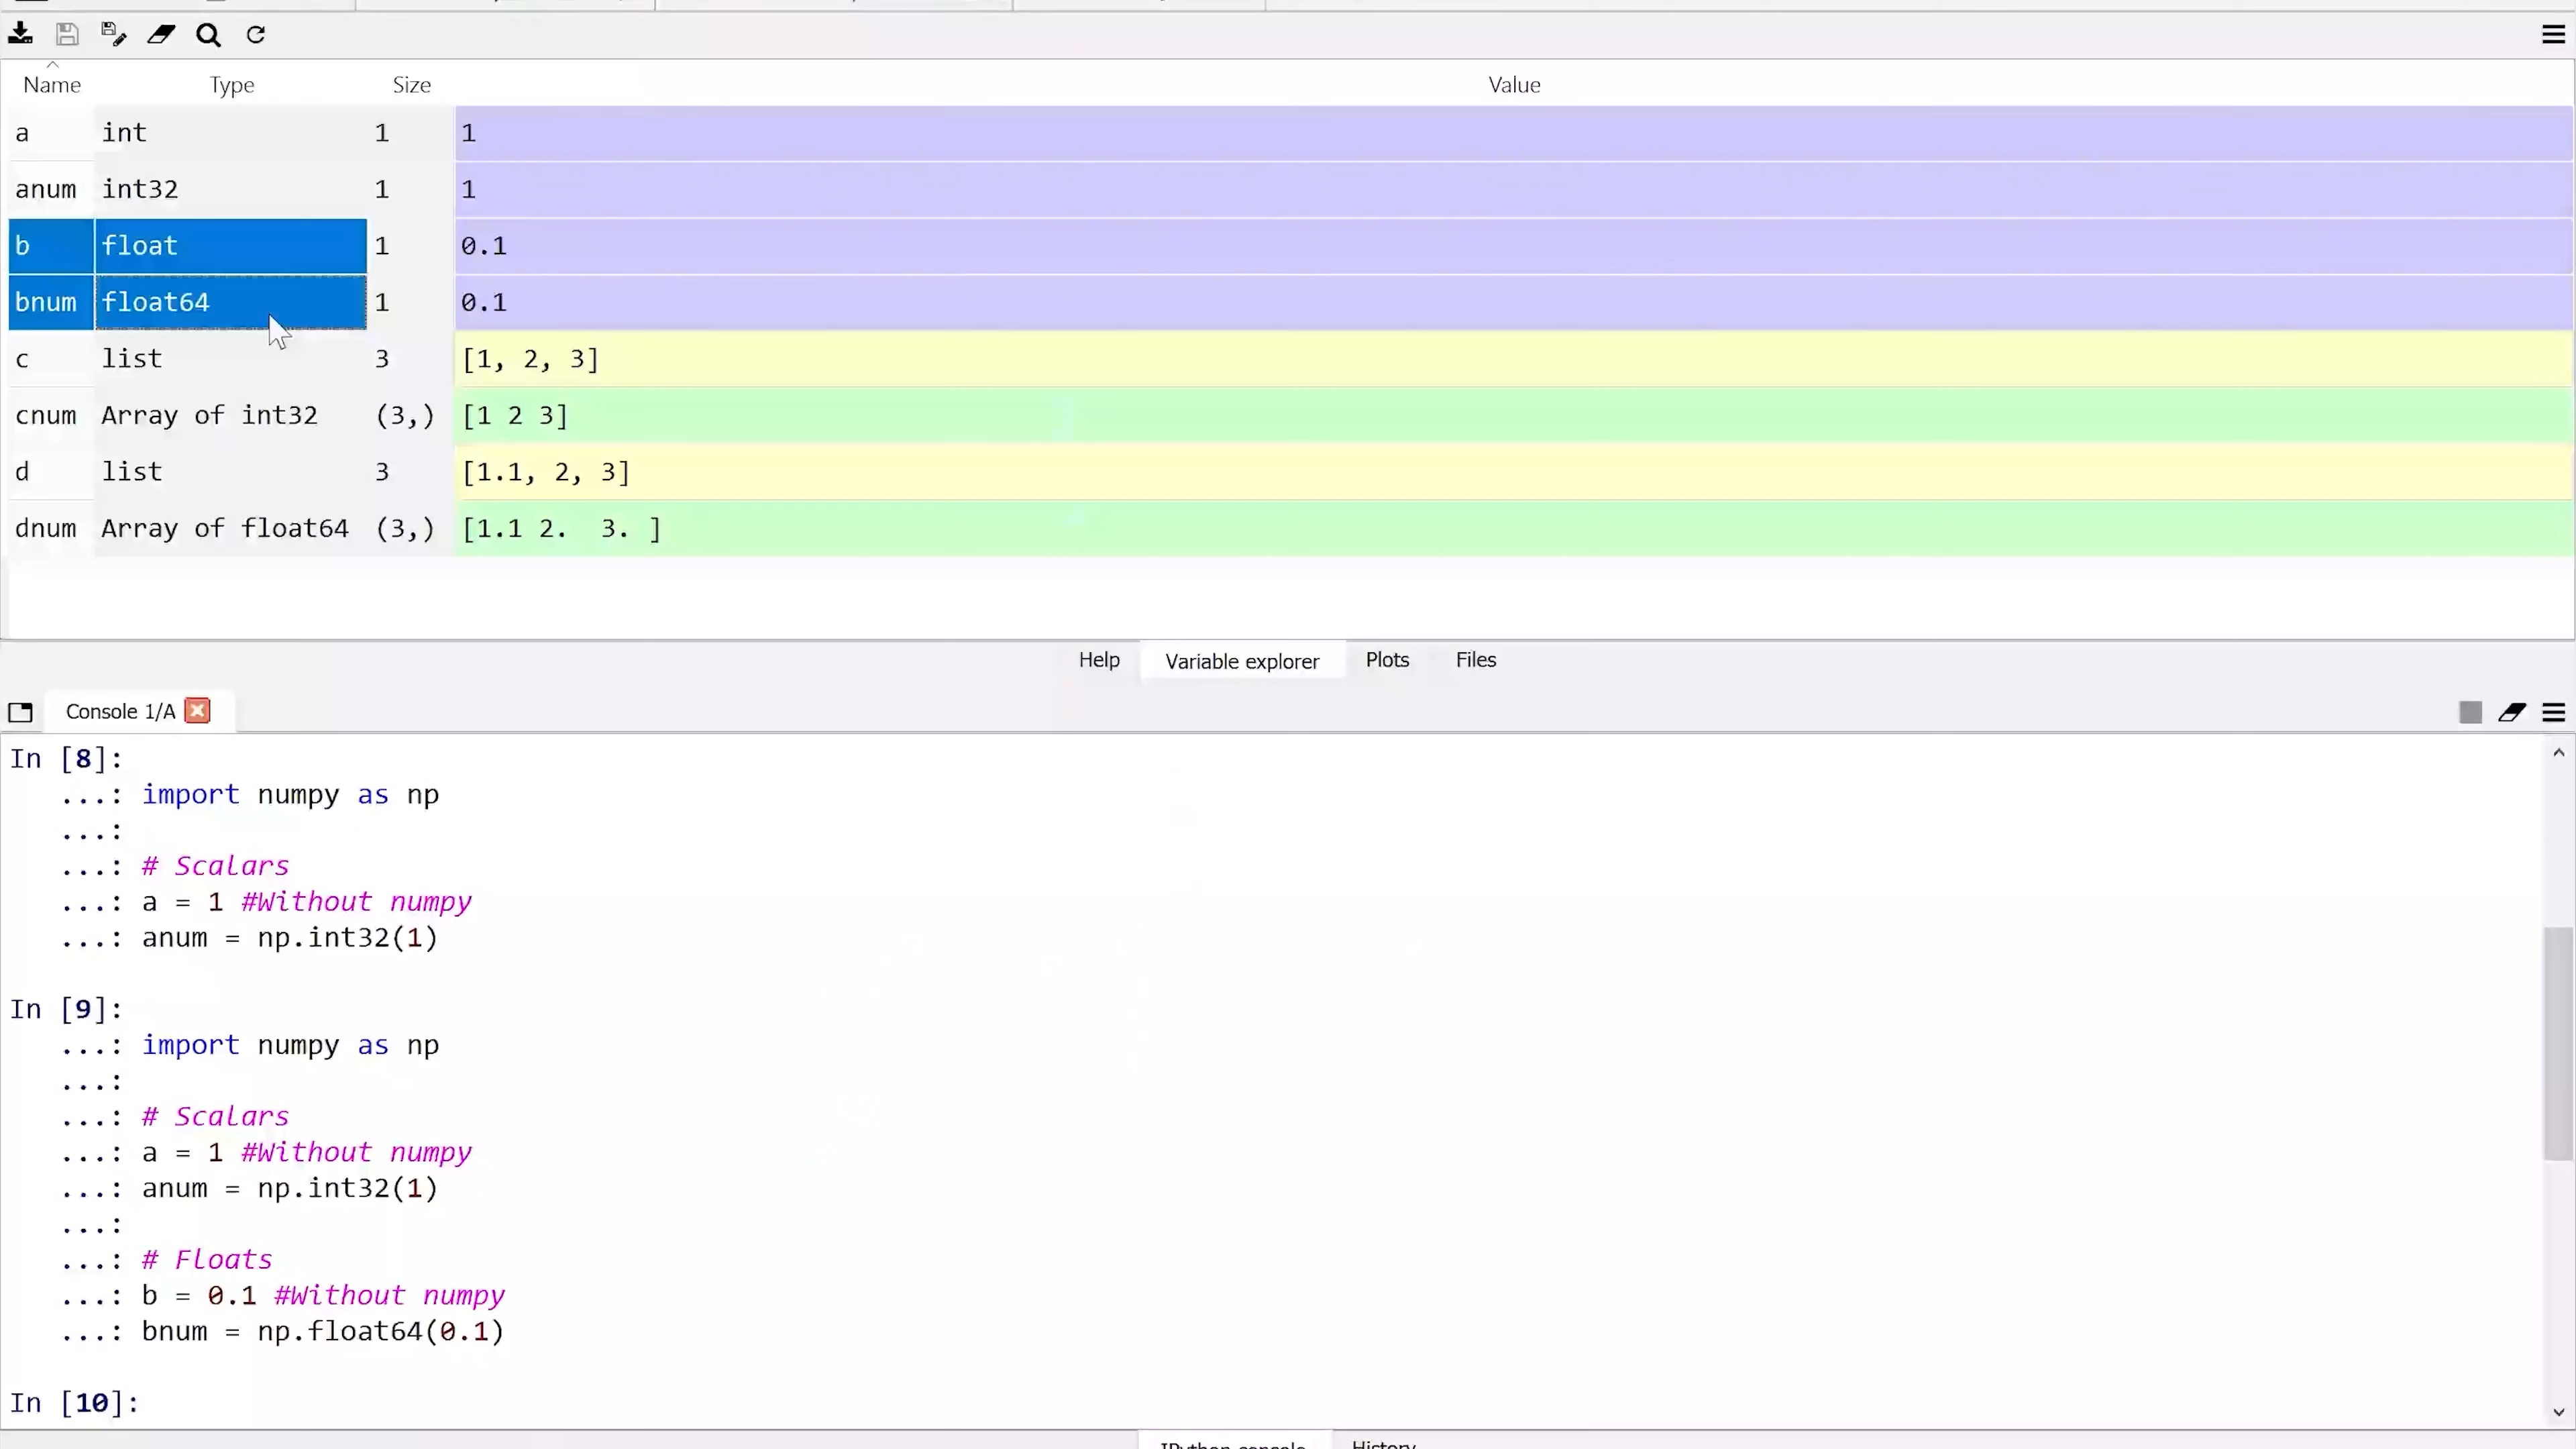 Name Type Size Value
a int 1 1
anum int32 1 1
b float 1 0.1
bnum float64 1 0.1
c list 3 [1, 2, 3]
cnum Array of int32 (3,) [1 2 3]
d list 3 [1.1, 2, 3]
dnum Array of float64 (3,) [1.1 2.  3. ]
Help Variable explorer Plots Files
Console 1/A
In [8]:
...: import numpy as np
...:
...: # Scalars
...: a = 1 #Without numpy
...: anum = np.int32(1)
In [9]:
...: import numpy as np
...:
...: # Scalars
...: a = 1 #Without numpy
...: anum = np.int32(1)
...:
...: # Floats
...: b = 0.1 #Without numpy
...: bnum = np.float64(0.1)
In [10]:
IPython console History